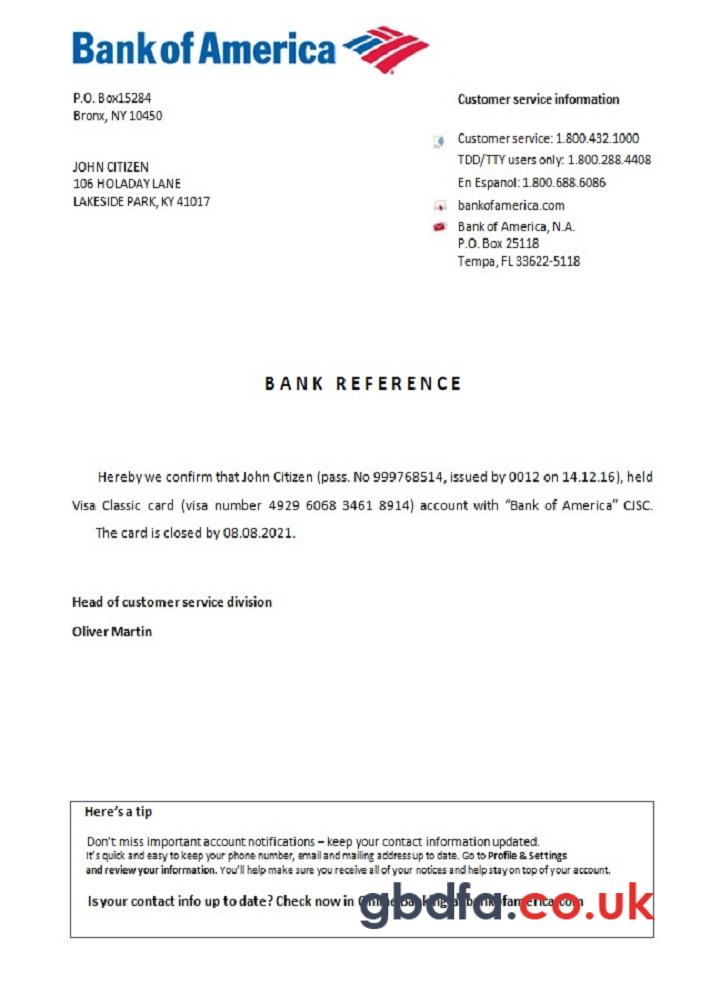 Bank of America
P.O. Box15284
Bronx, NY 10450
JOHN CITIZEN
106 HOLADAY LANE
LAKESIDE PARK, KY 41017
Customer service information
Customer service: 1.800.432.1000
TDD/TTY users only: 1.800.288.4408
En Espanol: 1.800.688.6086
bankofamerica.com
Bank of America, N.A.
P.O. Box 25118
Tempa, FL 33622-5118
BANK REFERENCE
Hereby we confirm that John Citizen (pass. No 999768514, issued by 0012 on 14.12.16), held
Visa Classic card (visa number 4929 6068 3461 8914) account with “Bank of America” CJSC.
The card is closed by 08.08.2021.
Head of customer service division
Oliver Martin
Here’s a tip
Don’t miss important account notifications – keep your contact information updated.
It’s quick and easy to keep your phone number, email and mailing address up to date. Go to Profile & Settings
and review your information. You’ll help make sure you receive all of your notices and help stay on top of your account.
Is your contact info up to date? Check now in Online Banking at bankofamerica.com
gbdfa.co.uk